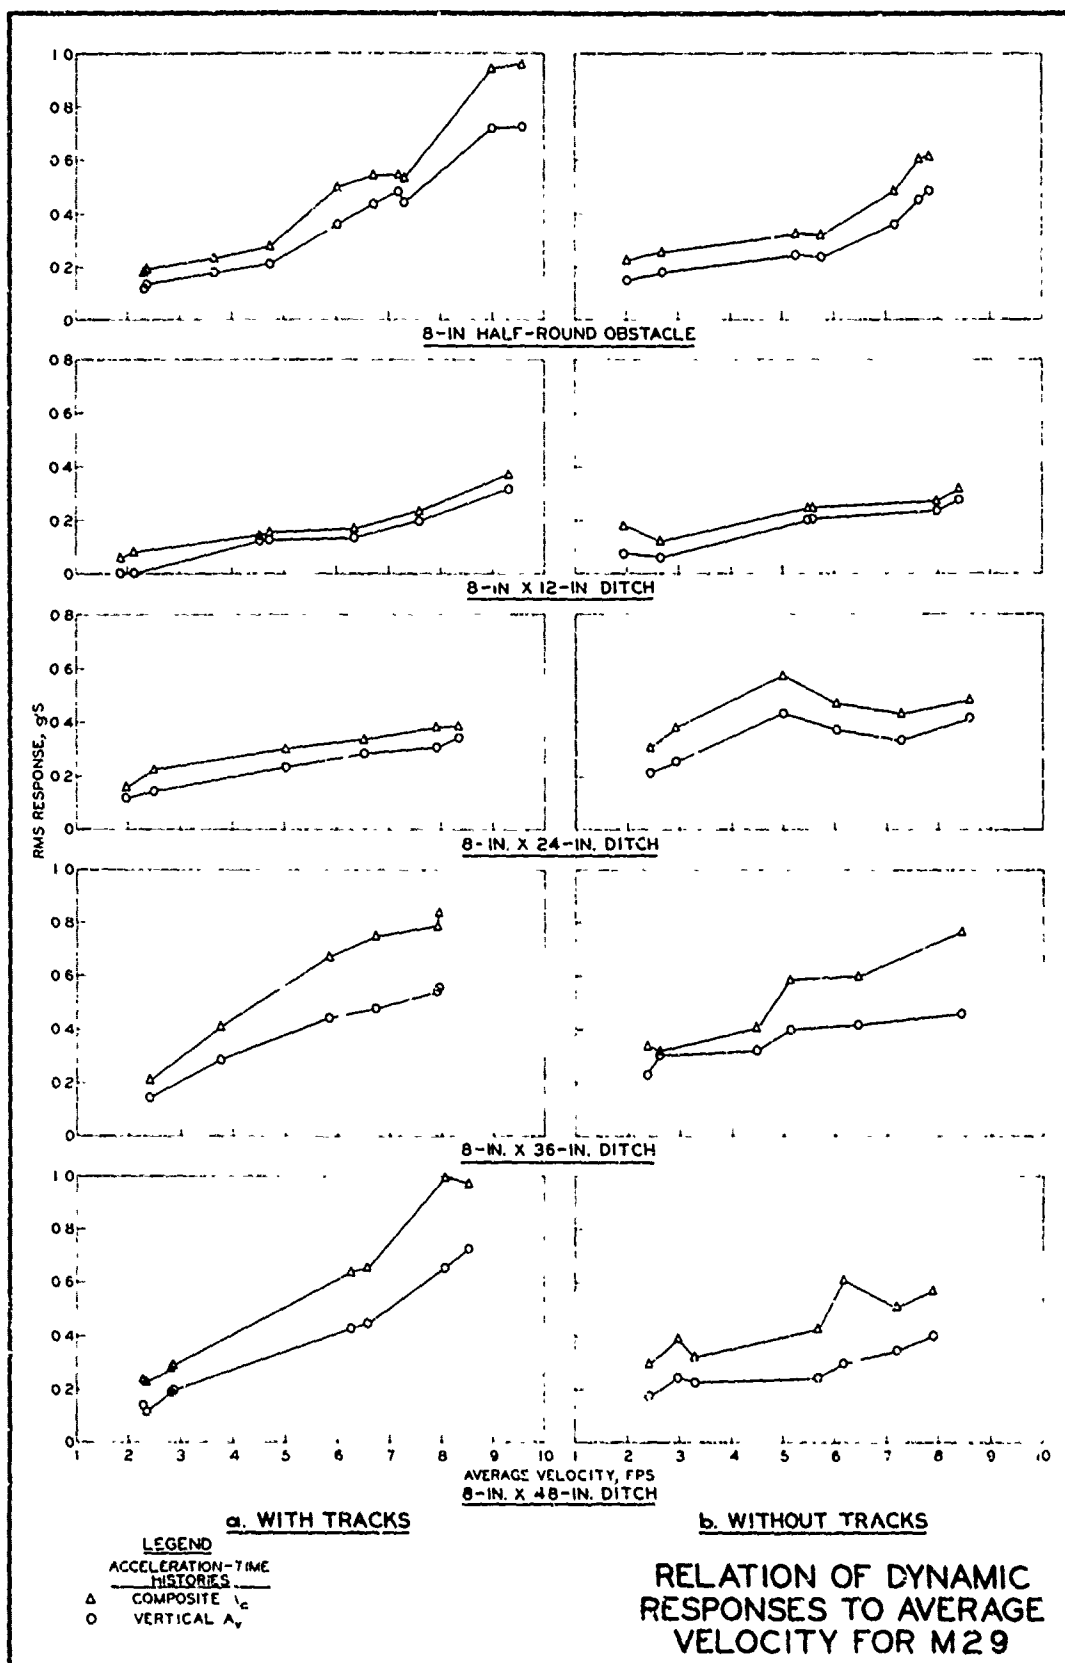 1.0
0.8
0.6
0.4
0.2
0
8-IN HALF-ROUND OBSTACLE
0.8
0.6
0.4
0.2
0
8-IN X 12-IN DITCH
0.8
0.6
0.4
0.2
0
8-IN. X 24-IN. DITCH
RMS RESPONSE, g'S
1.0
0.8
0.6
0.4
0.2
0
8-IN. X 36-IN. DITCH
1.0
0.8
0.6
0.4
0.2
0
1 2 3 4 5 6 7 8 9 10
1 2 3 4 5 6 7 8 9 10
AVERAGE VELOCITY, FPS
8-IN. X 48-IN. DITCH
a. WITH TRACKS
b. WITHOUT TRACKS
LEGEND
ACCELERATION-TIME
HISTORIES
COMPOSITE
VERTICAL Av
RELATION OF DYNAMIC
RESPONSES TO AVERAGE
VELOCITY FOR M29